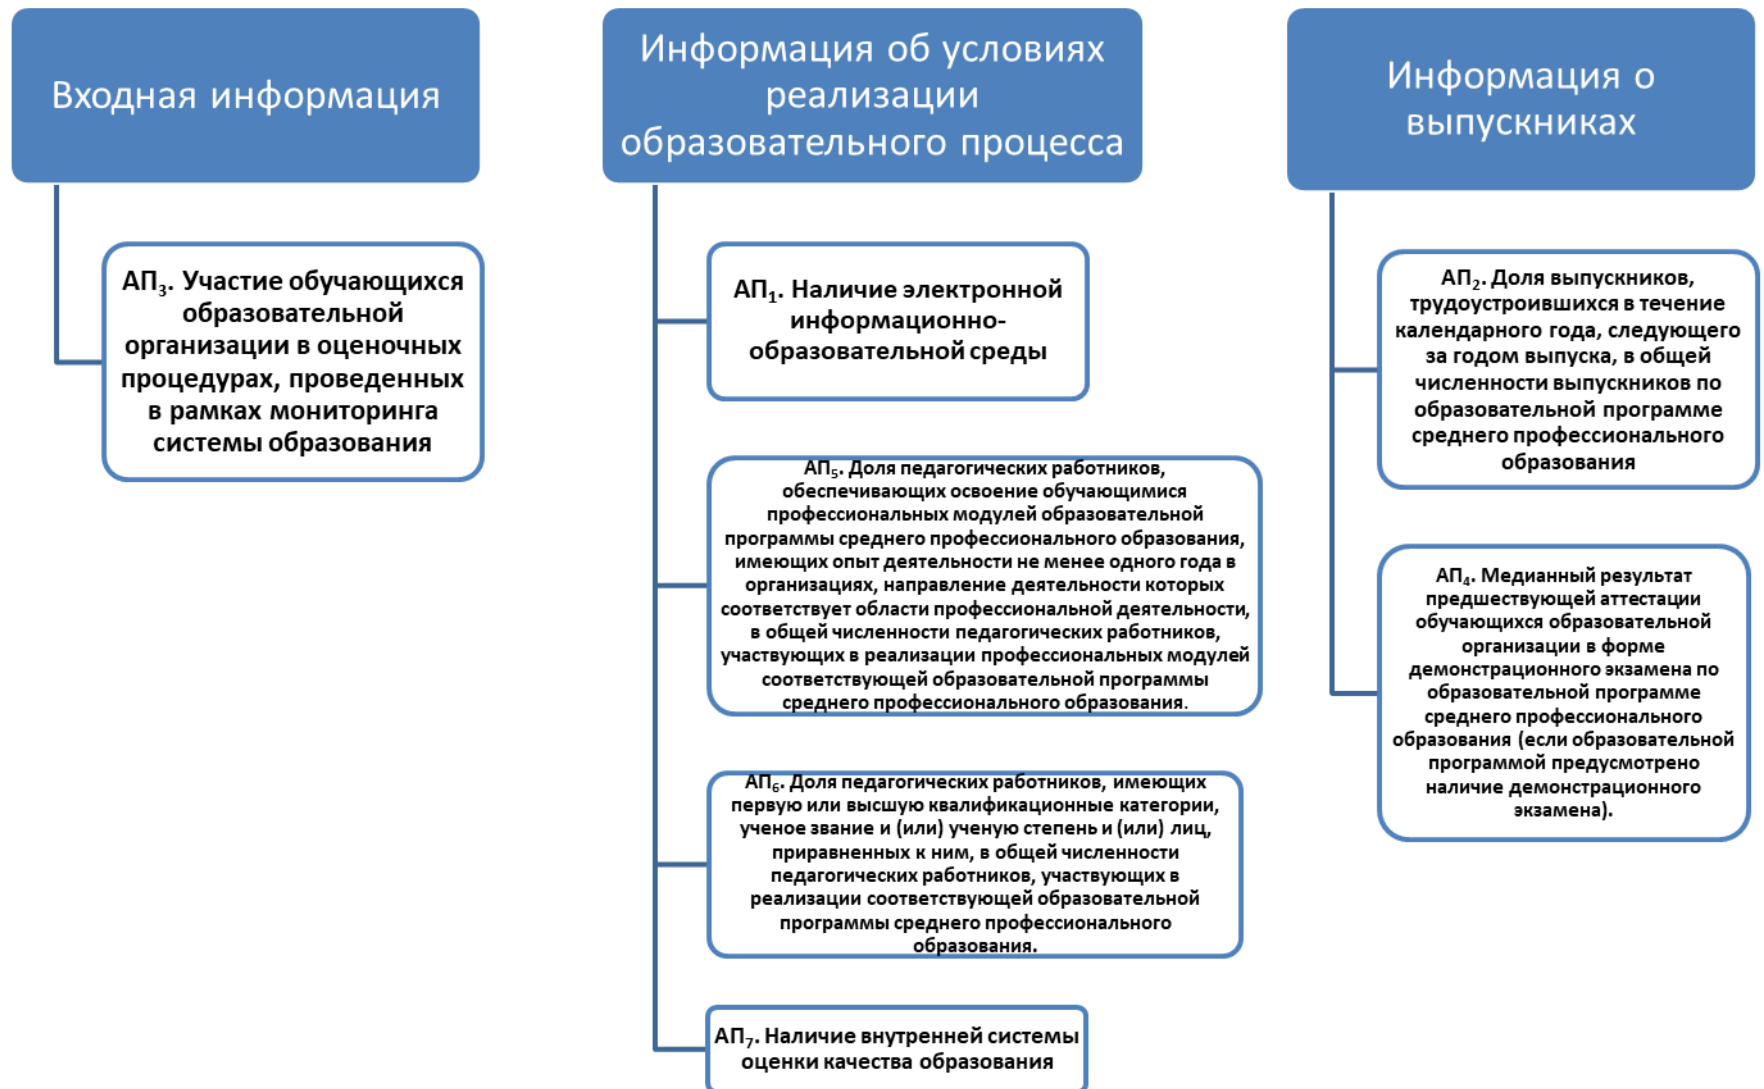 Входная информация
АП₃. Участие обучающихся
образовательной
организации в оценочных
процедурах, проведенных
в рамках мониторинга
системы образования
Информация об условиях
реализации
образовательного процесса
АП₁. Наличие электронной
информационно-
образовательной среды
АП₅. Доля педагогических работников,
обеспечивающих освоение обучающимися
профессиональных модулей образовательной
программы среднего профессионального образования,
имеющих опыт деятельности не менее одного года в
организациях, направление деятельности которых
соответствует области профессиональной деятельности,
в общей численности педагогических работников,
участвующих в реализации профессиональных модулей
соответствующей образовательной программы
среднего профессионального образования.
АП₆. Доля педагогических работников, имеющих
первую или высшую квалификационные категории,
ученое звание и (или) ученую степень и (или) лиц,
приравненных к ним, в общей численности
педагогических работников, участвующих в
реализации соответствующей образовательной
программы среднего профессионального
образования.
АП₇. Наличие внутренней системы
оценки качества образования
Информация о
выпускниках
АП₂. Доля выпускников,
трудоустроившихся в течение
календарного года, следующего
за годом выпуска, в общей
численности выпускников по
образовательной программе
среднего профессионального
образования
АП₄. Медианный результат
предшествующей аттестации
обучающихся образовательной
организации в форме
демонстрационного экзамена по
образовательной программе
среднего профессионального
образования (если образовательной
программой предусмотрено
наличие демонстрационного
экзамена).